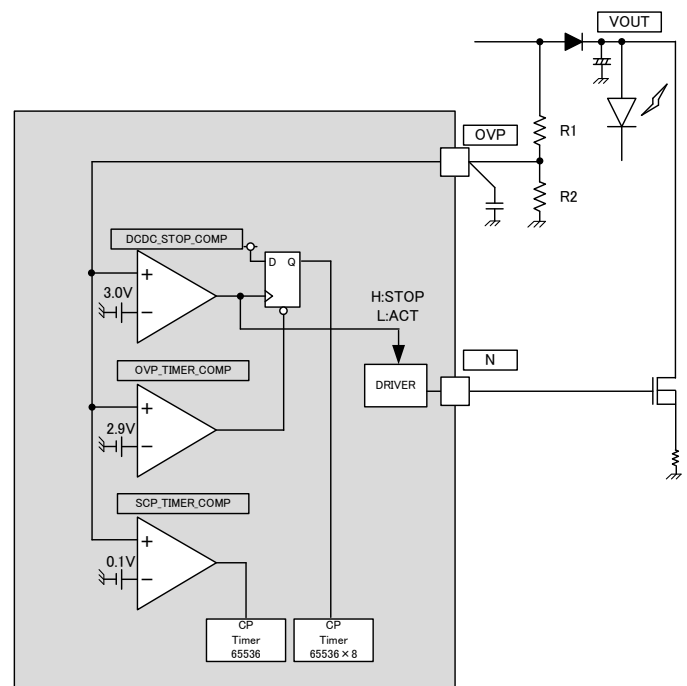 VOUT
OVP
R1
R2
DCDC_STOP_COMP
D Q
+
3.0V
−
H:STOP
L:ACT
N
OVP_TIMER_COMP
DRIVER
+
2.9V
−
SCP_TIMER_COMP
+
0.1V
−
CP
Timer
65536
CP
Timer
65536×8